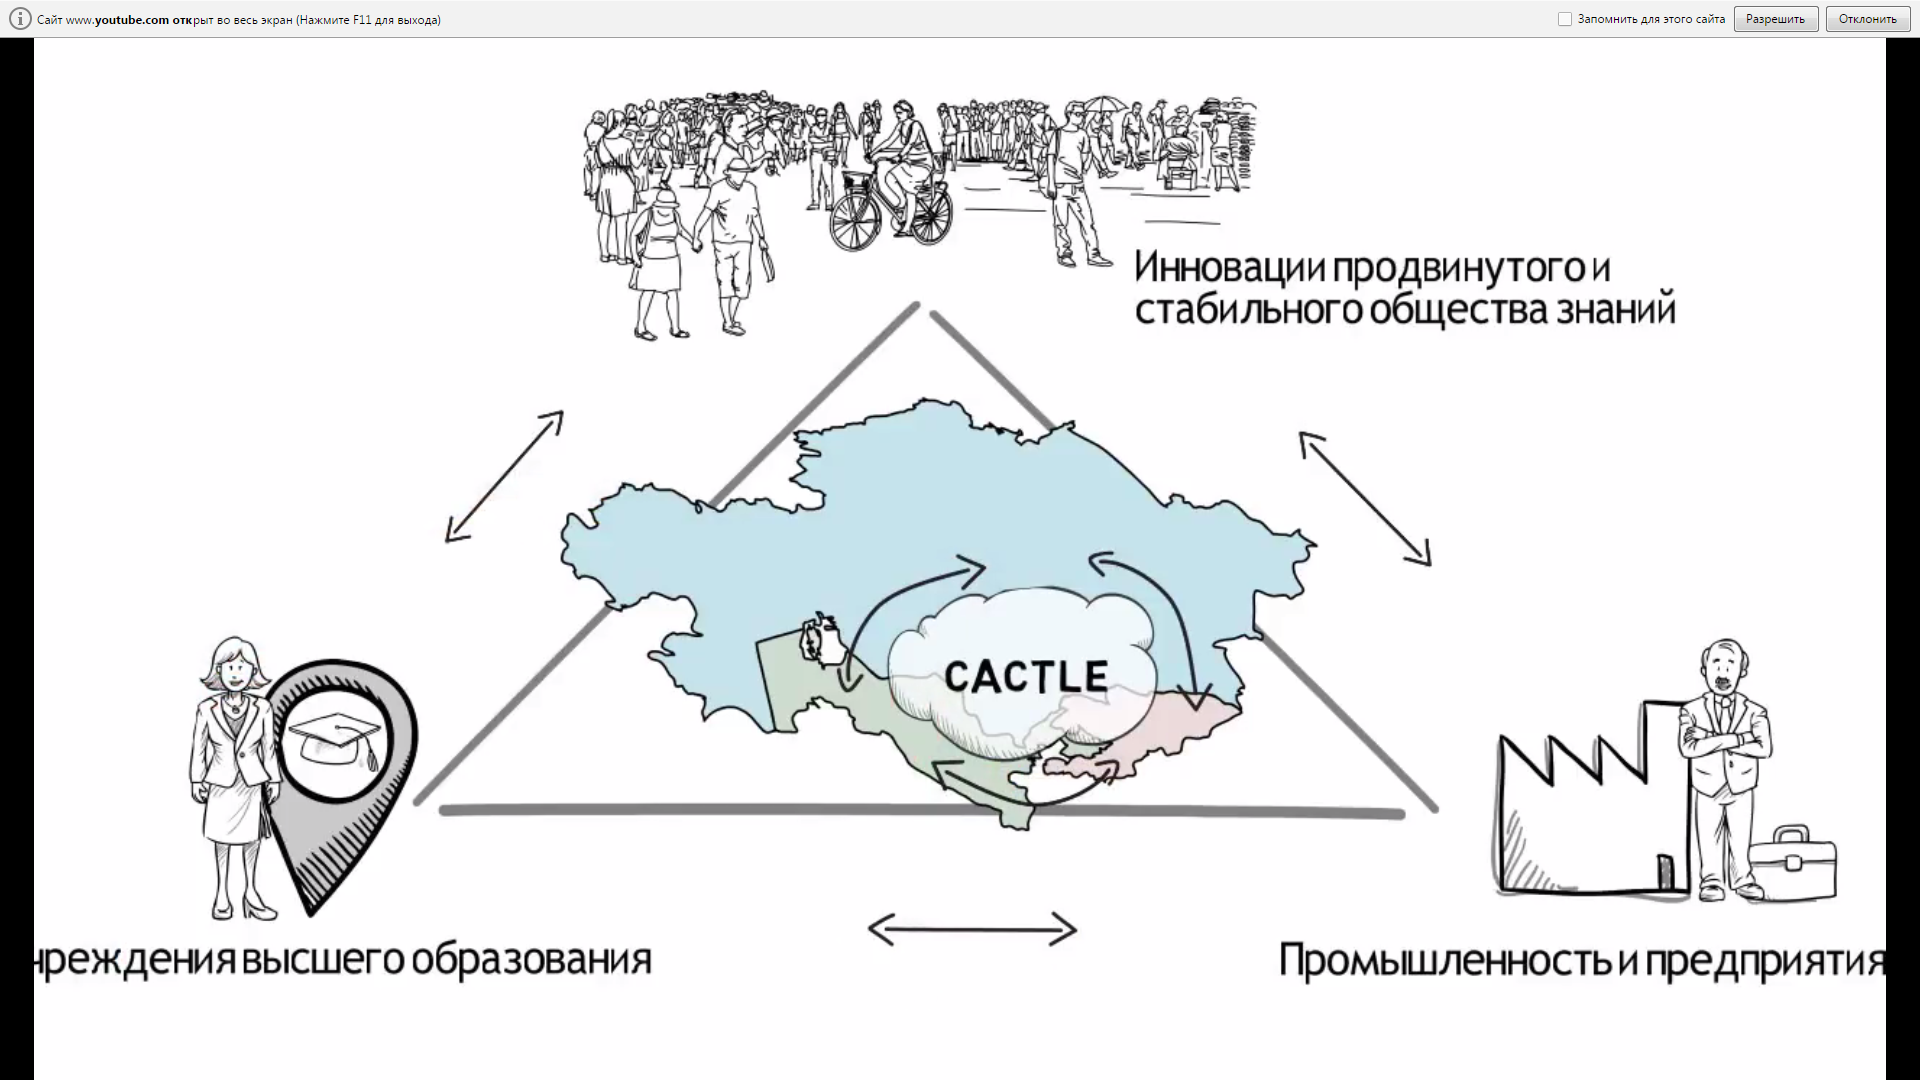 Сайт www.youtube.com открыт во весь экран (Нажмите F11 для выхода)
Запомнить для этого сайта
Разрешить
Отклонить
Инновации продвинутого и
стабильного общества знаний
CACTLE
чреждения высшего образования
Промышленность и предприятия